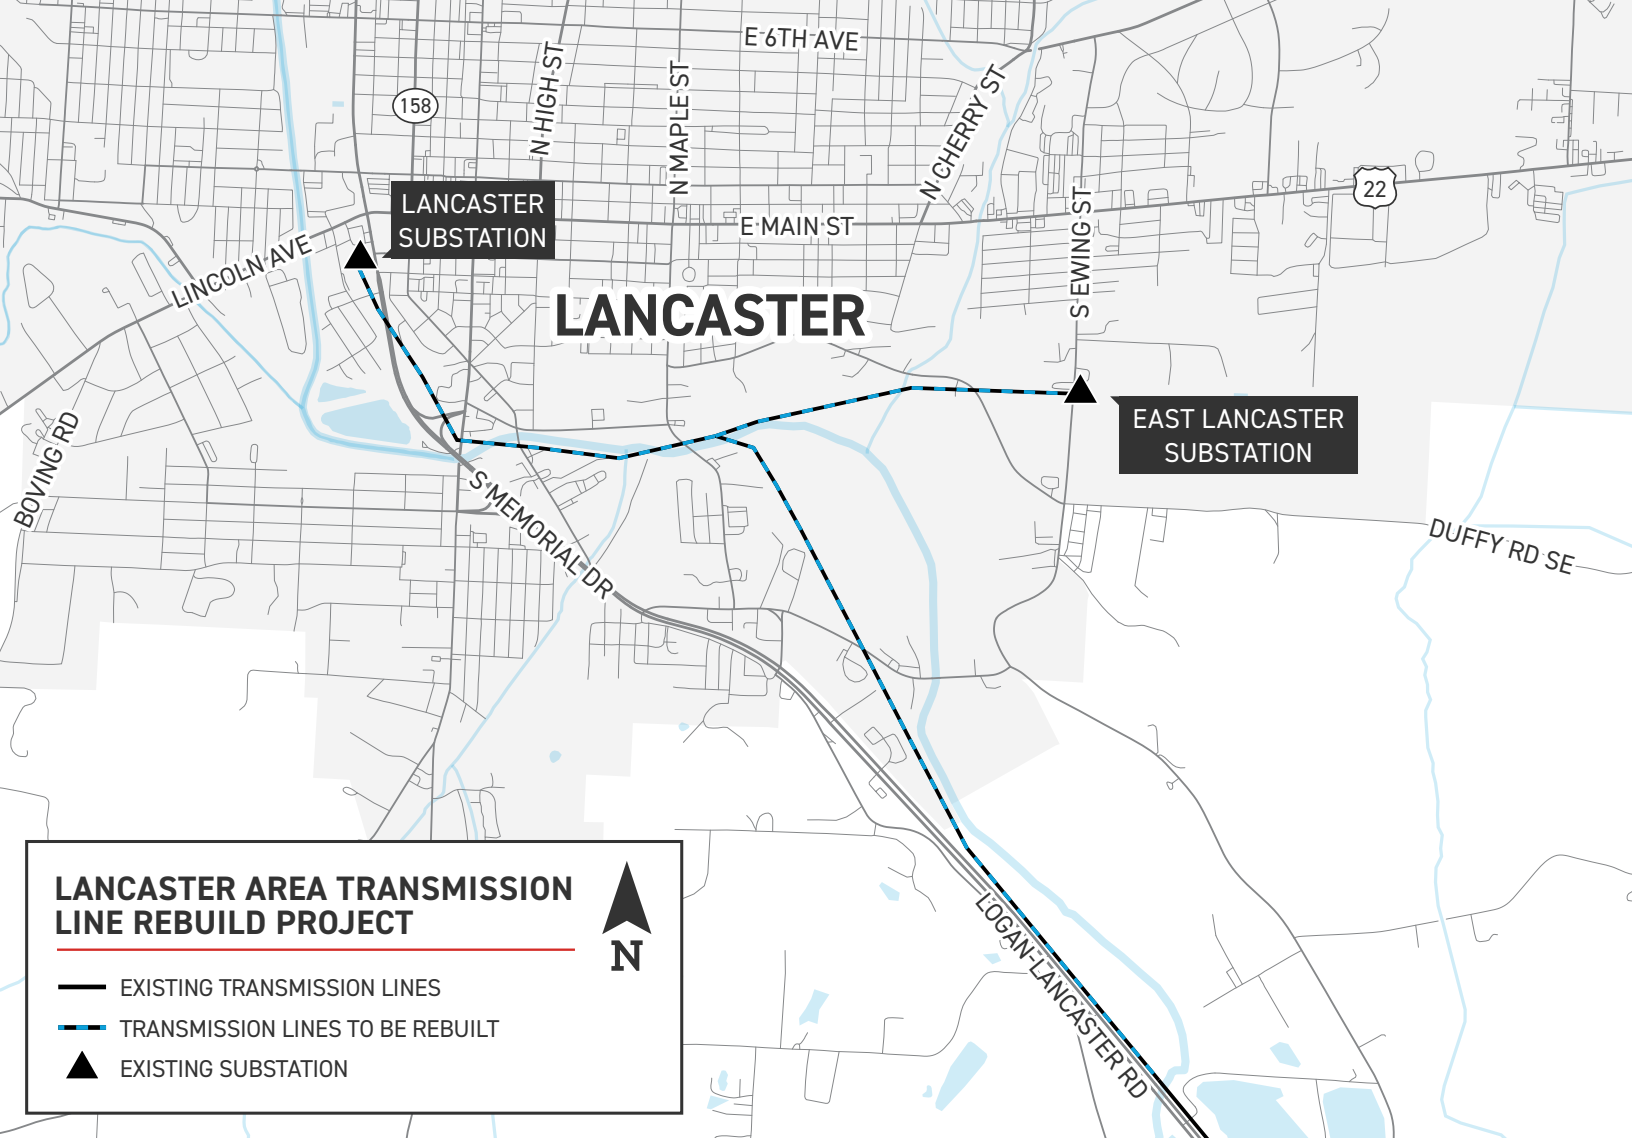 E 6TH AVE
N HIGH ST
N MAPLE ST
N CHERRY ST
158
22
LANCASTER
SUBSTATION
E MAIN ST
S EWING ST
LINCOLN AVE
LANCASTER
EAST LANCASTER
SUBSTATION
BOVING RD
S MEMORIAL DR
DUFFY RD SE
LOGAN-LANCASTER RD
LANCASTER AREA TRANSMISSION
LINE REBUILD PROJECT
N
EXISTING TRANSMISSION LINES
TRANSMISSION LINES TO BE REBUILT
EXISTING SUBSTATION